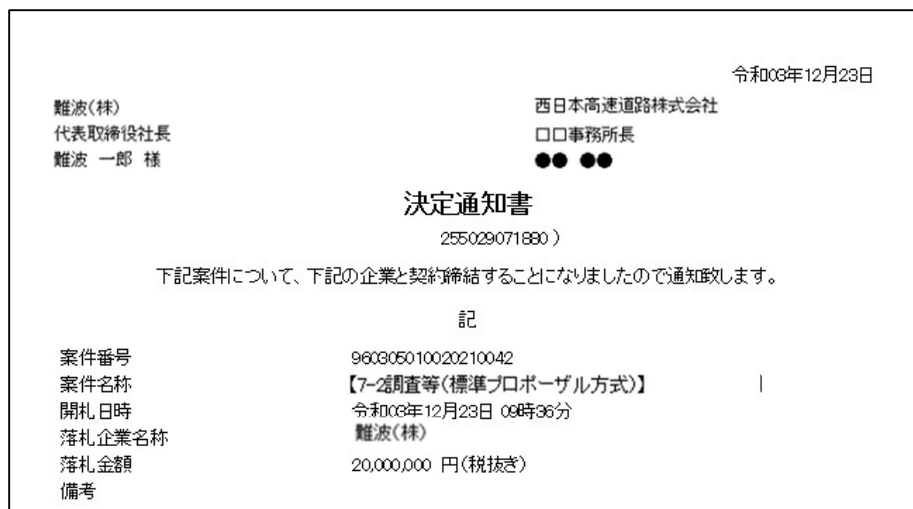 令和03年12月23日
難波(株)
西日本高速道路株式会社
代表取締役社長
口口事務所長
難波 一郎 様
●● ●●
決定通知書
255029071880)
下記案件について、下記の企業と契約締結することになりましたので通知致します。
記
案件番号 960305010020210042
案件名称 【7-2調査等(標準プロポーザル方式)】
開札日時 令和03年12月23日 09時36分
落札企業名称 難波(株)
落札金額 20,000,000 円(税抜き)
備考